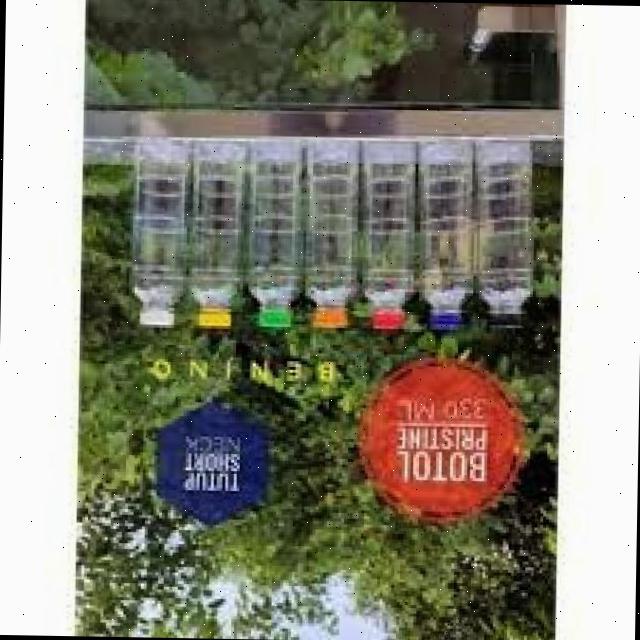 BOTOL
PRISTINE
330 ML
TUTUP
SHORT
NECK
BENING